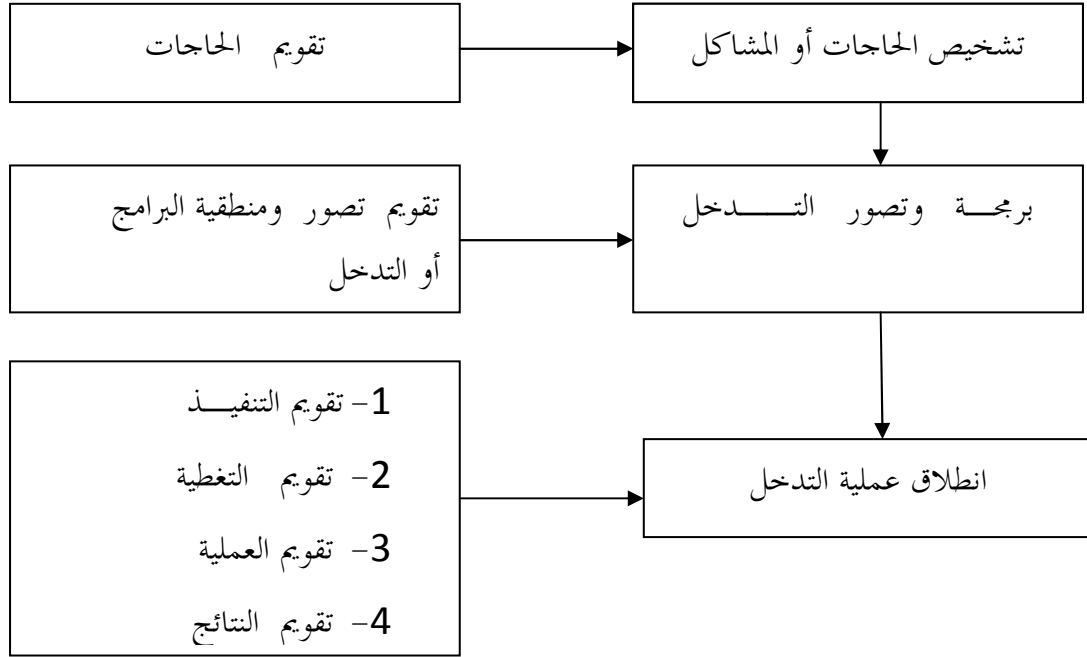 تشخيص الحاجات أو المشاكل
تقويم الحاجات
برمجة وتصور التدخل
تقويم تصور ومنطقية البرامج
أو التدخل
انطلاق عملية التدخل
1- تقويم التنفيذ
2- تقويم التغطية
3- تقويم العملية
4- تقويم النتائج